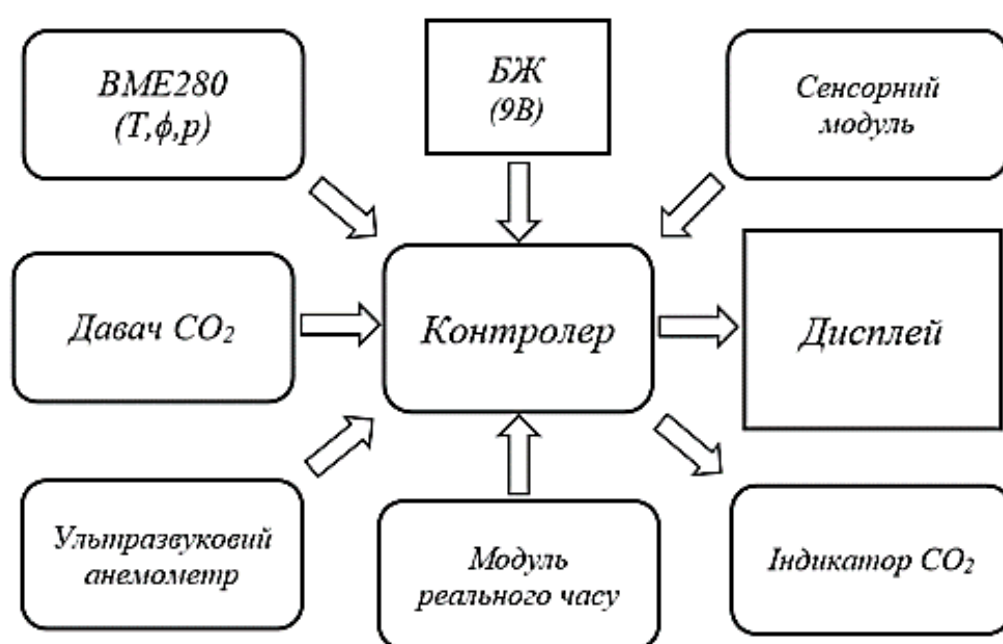 BME280
(T,ϕ,p)
БЖ
(9В)
Сенсорний
модуль
Давач CO₂
Контролер
Дисплей
Ультразвуковий
анемометр
Модуль
реального часу
Індикатор CO₂